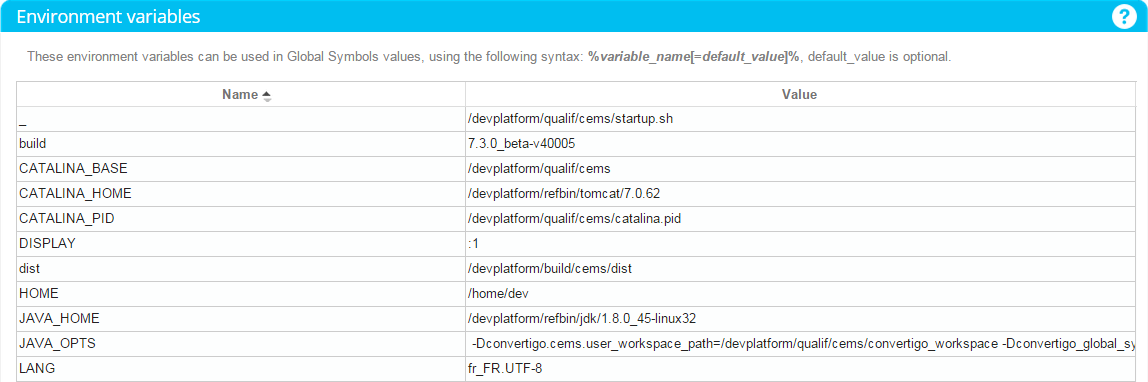 Environment variables ?
These environment variables can be used in Global Symbols values, using the following syntax: %variable_name[=default_value]%, default_value is optional.
Name Value
_ /devplatform/qualif/cems/startup.sh
build 7.3.0_beta-v40005
CATALINA_BASE /devplatform/qualif/cems
CATALINA_HOME /devplatform/refbin/tomcat/7.0.62
CATALINA_PID /devplatform/qualif/cems/catalina.pid
DISPLAY :1
dist /devplatform/build/cems/dist
HOME /home/dev
JAVA_HOME /devplatform/refbin/jdk/1.8.0_45-linux32
JAVA_OPTS -Dconvertigo.cems.user_workspace_path=/devplatform/qualif/cems/convertigo_workspace -Dconvertigo_global_sy
LANG fr_FR.UTF-8